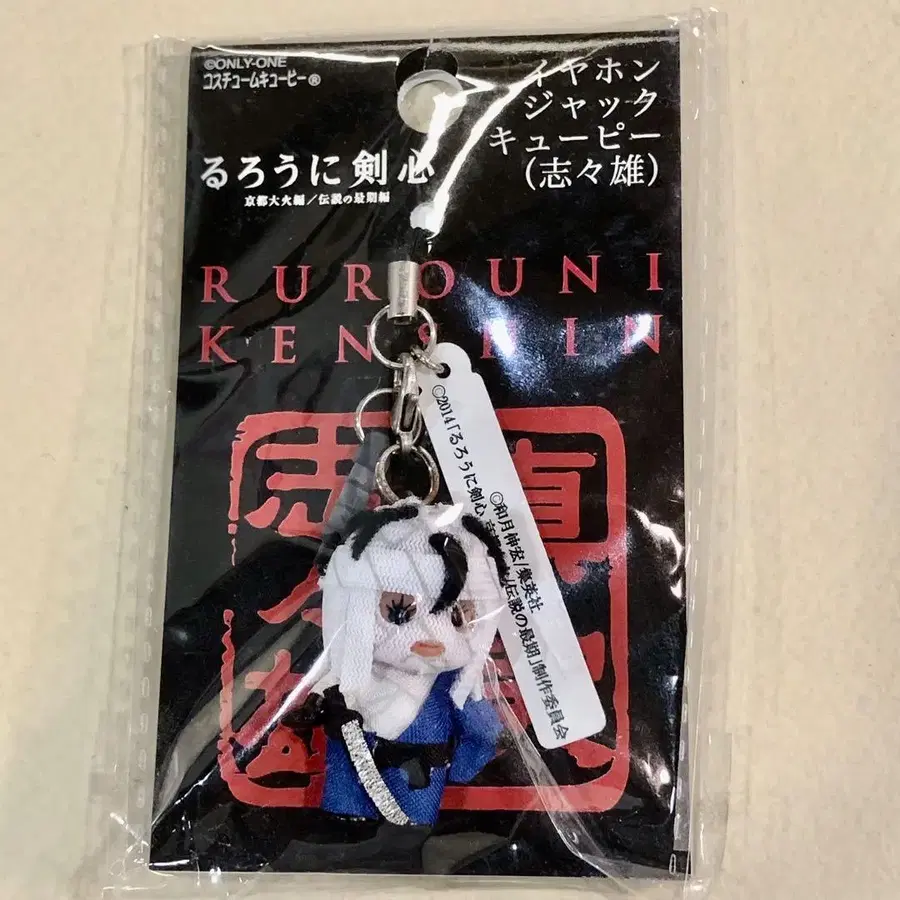 ©ONLY-ONE
コスチュームキューピー®
イヤホン
ジャッタ
キューピー
(志々雄)
るろうに剣心
京都大火編/伝説の最期編
RUROUNI
KENSHIN
©和月伸宏/集英社
©2014「るろうに剣心 伝説の最期」製作委員会
志
真